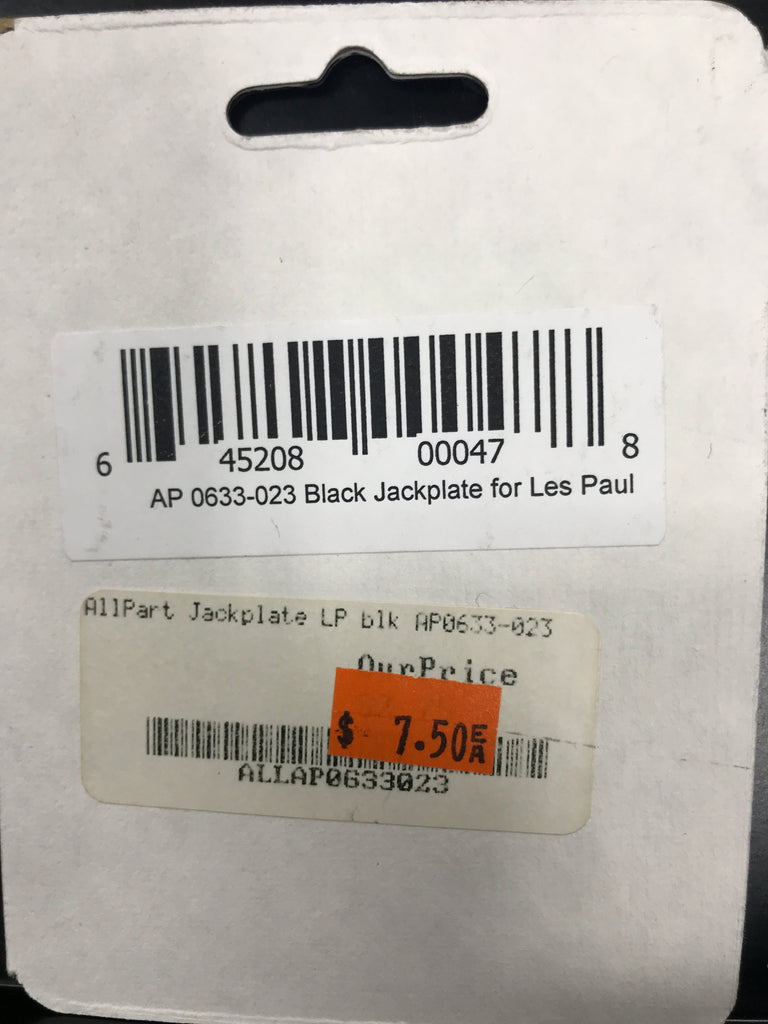 6 45208 00047 8
AP 0633-023 Black Jackplate for Les Paul
AllPart Jackplate LP blk AP0633-023
OurPrice
$ 7.50 EA
ALLAP0633023